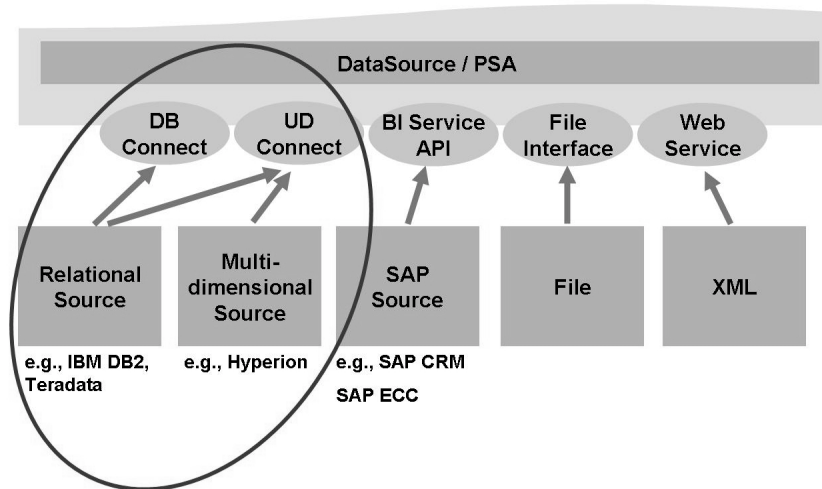 DataSource / PSA
DB
Connect
UD
Connect
BI Service
API
File
Interface
Web
Service
Relational
Source
Multi-
dimensional
Source
SAP
Source
File
XML
e.g., IBM DB2,
Teradata
e.g., Hyperion
e.g., SAP CRM
SAP ECC